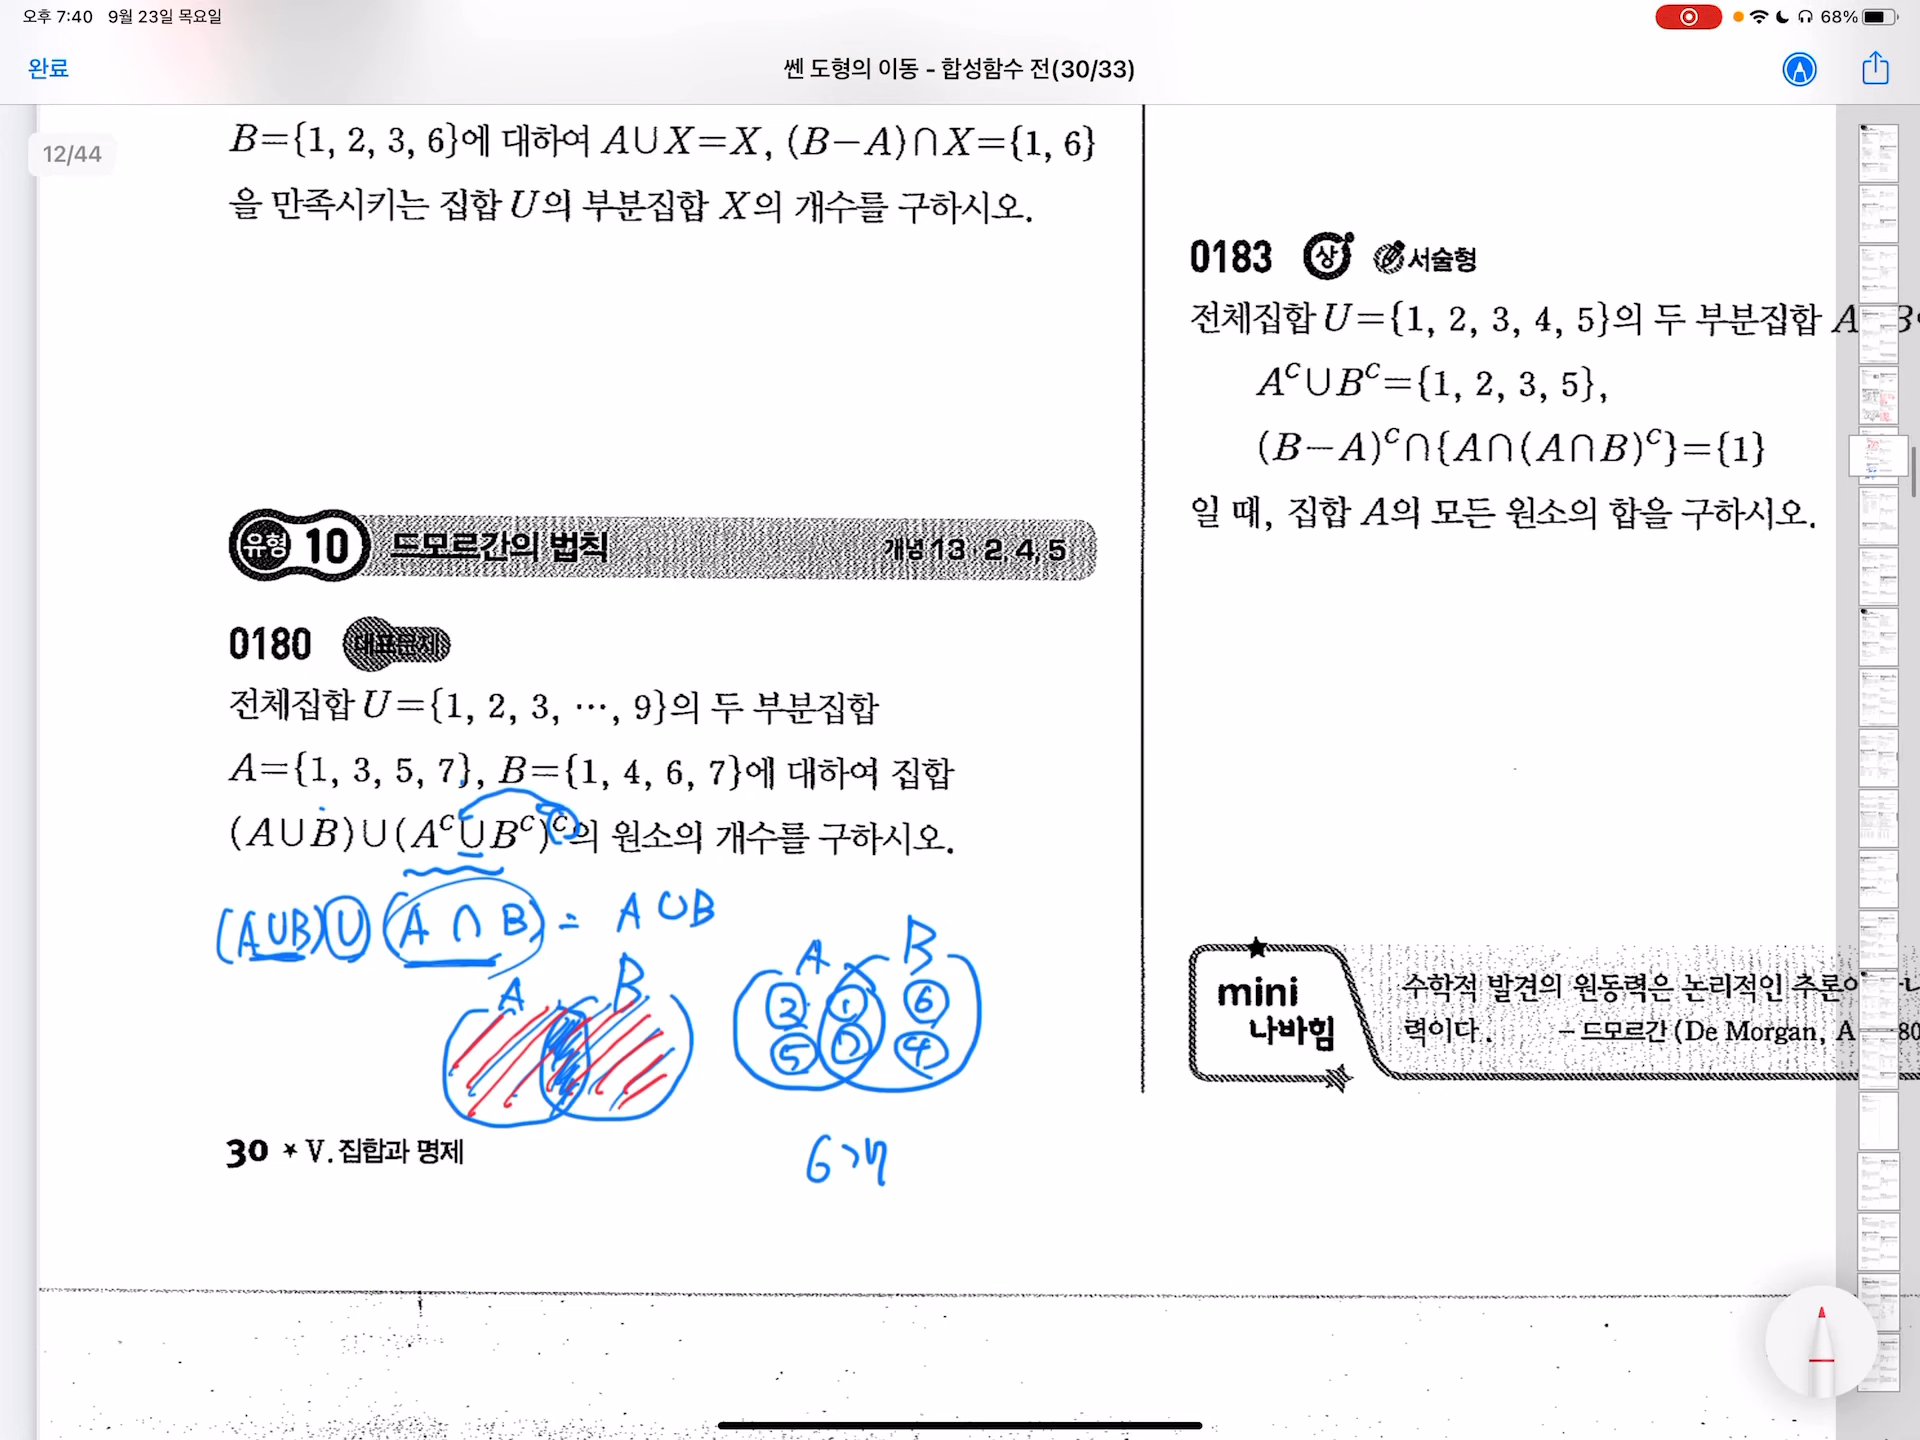 오후 7:40 9월 23일 목요일
68%
완료
쎈 도형의 이동 - 합성함수 전(30/33)
12/44
B={1, 2, 3, 6}에 대하여 A∪X=X, (B-A)∩X={1, 6}
을 만족시키는 집합 U의 부분집합 X의 개수를 구하시오.
유형 10 드모르간의 법칙 개념 13 · 2, 4, 5
0180 대표문제
전체집합 U={1, 2, 3, ⋯, 9}의 두 부분집합
A={1, 3, 5, 7}, B={1, 4, 6, 7}에 대하여 집합
(A∪B)∪(Aᶜ∪Bᶜ)ᶜ의 원소의 개수를 구하시오.
(A∪B)∪(A∩B) = A∪B
A B
A B
3 1 6
5 7 4
6개
30 * Ⅴ. 집합과 명제
0183 상 서술형
전체집합 U={1, 2, 3, 4, 5}의 두 부분집합 A
Aᶜ∪Bᶜ={1, 2, 3, 5},
(B-A)ᶜ∩{A∩(A∩B)ᶜ}={1}
일 때, 집합 A의 모든 원소의 합을 구하시오.
mini
나바힘
수학적 발견의 원동력은 논리적인 추론이
력이다. - 드모르간(De Morgan, A